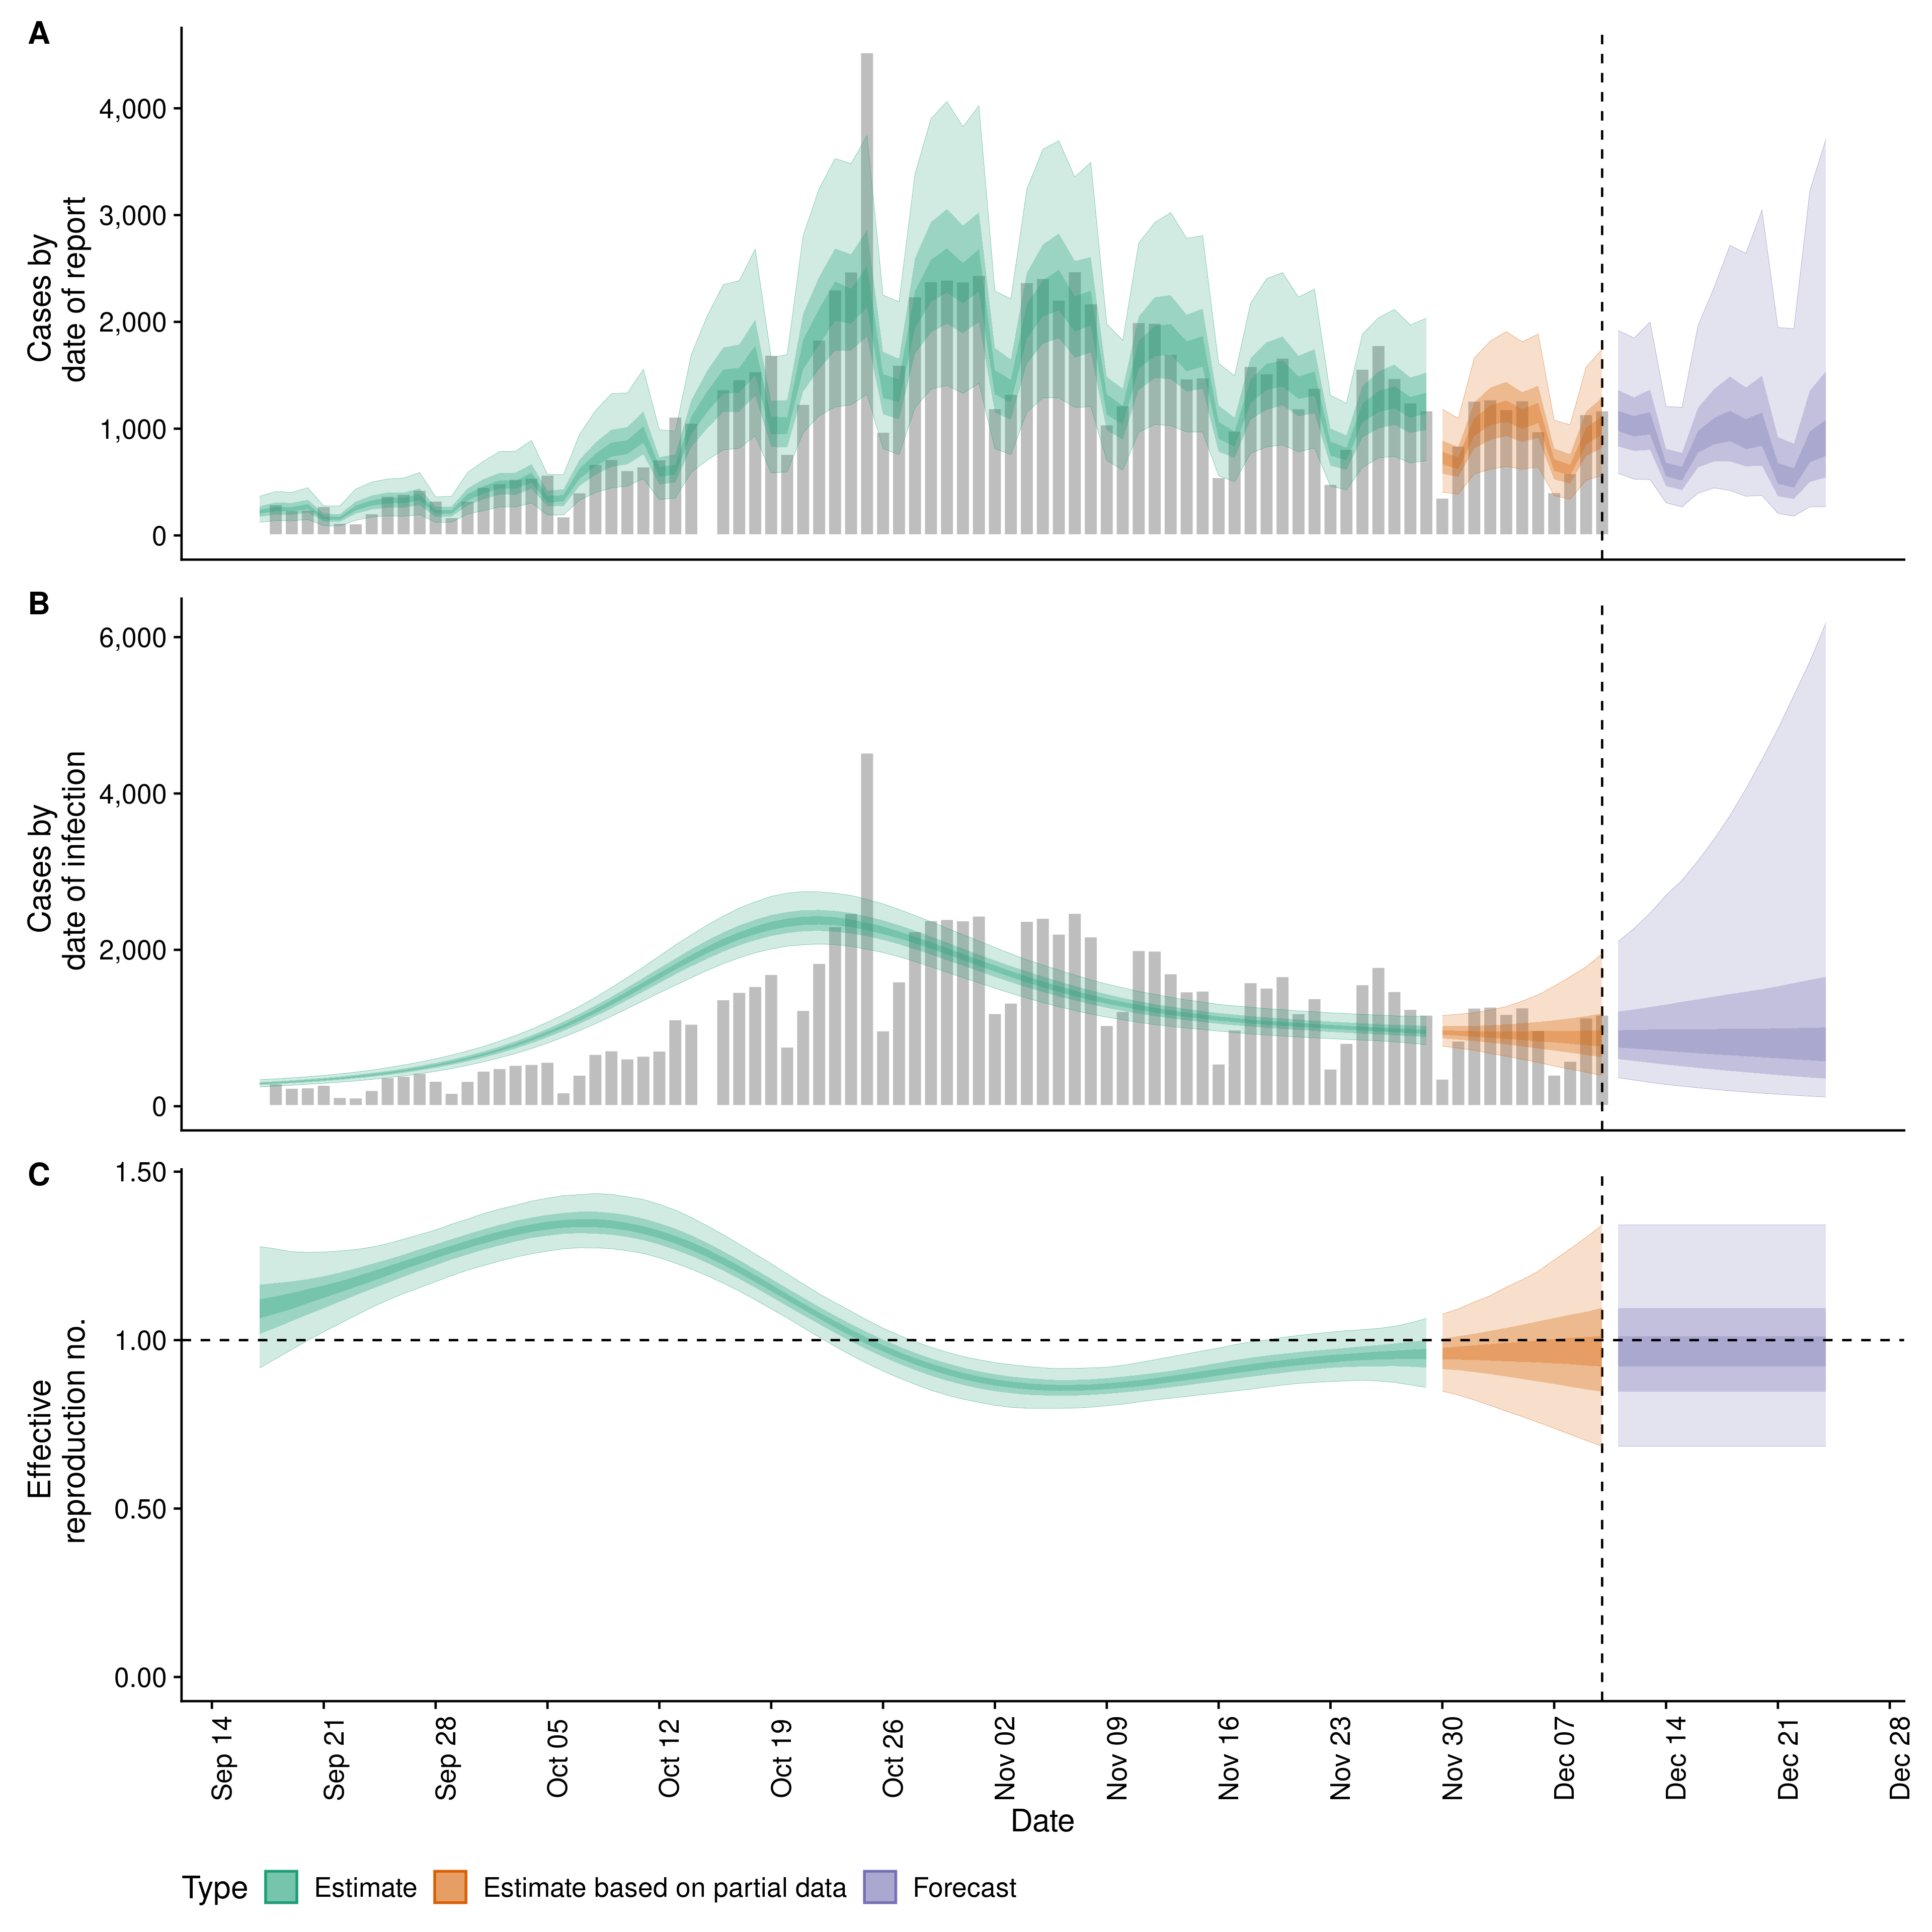 A
Cases by
date of report
4,000
3,000
2,000
1,000
0
B
Cases by
date of infection
6,000
4,000
2,000
0
C
Effective
reproduction no.
1.50
1.00
0.50
0.00
Sep 14
Sep 21
Sep 28
Oct 05
Oct 12
Oct 19
Oct 26
Nov 02
Nov 09
Nov 16
Nov 23
Nov 30
Dec 07
Dec 14
Dec 21
Dec 28
Date
Type Estimate Estimate based on partial data Forecast